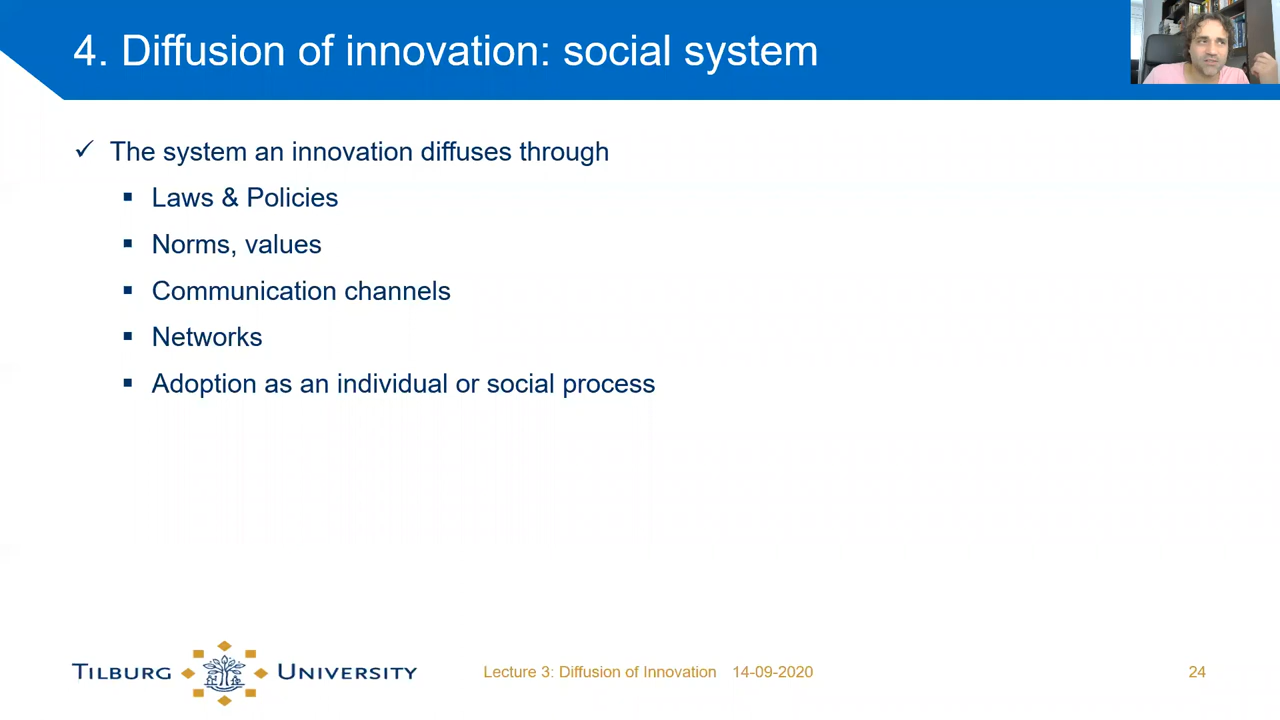 4. Diffusion of innovation: social system
✓ The system an innovation diffuses through
▪ Laws & Policies
▪ Norms, values
▪ Communication channels
▪ Networks
▪ Adoption as an individual or social process
TILBURG UNIVERSITY
Lecture 3: Diffusion of Innovation 14-09-2020
24